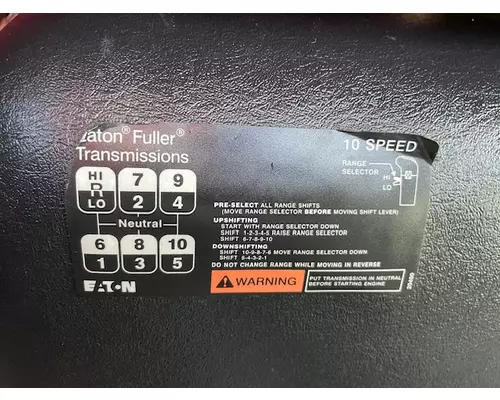 Eaton® Fuller®
Transmissions
10 SPEED
RANGE
SELECTOR
HI
LO
HI
R
LO
7
2
9
4
Neutral
6
1
8
3
10
5
EATON
PRE-SELECT ALL RANGE SHIFTS
(MOVE RANGE SELECTOR BEFORE MOVING SHIFT LEVER)
UPSHIFTING
START WITH RANGE SELECTOR DOWN
SHIFT 1-2-3-4-5 RAISE RANGE SELECTOR
SHIFT 6-7-8-9-10
DOWNSHIFTING
SHIFT 10-9-8-7-6 MOVE RANGE SELECTOR DOWN
SHIFT 5-4-3-2-1
DO NOT CHANGE RANGE WHILE MOVING IN REVERSE
WARNING
PUT TRANSMISSION IN NEUTRAL
BEFORE STARTING ENGINE